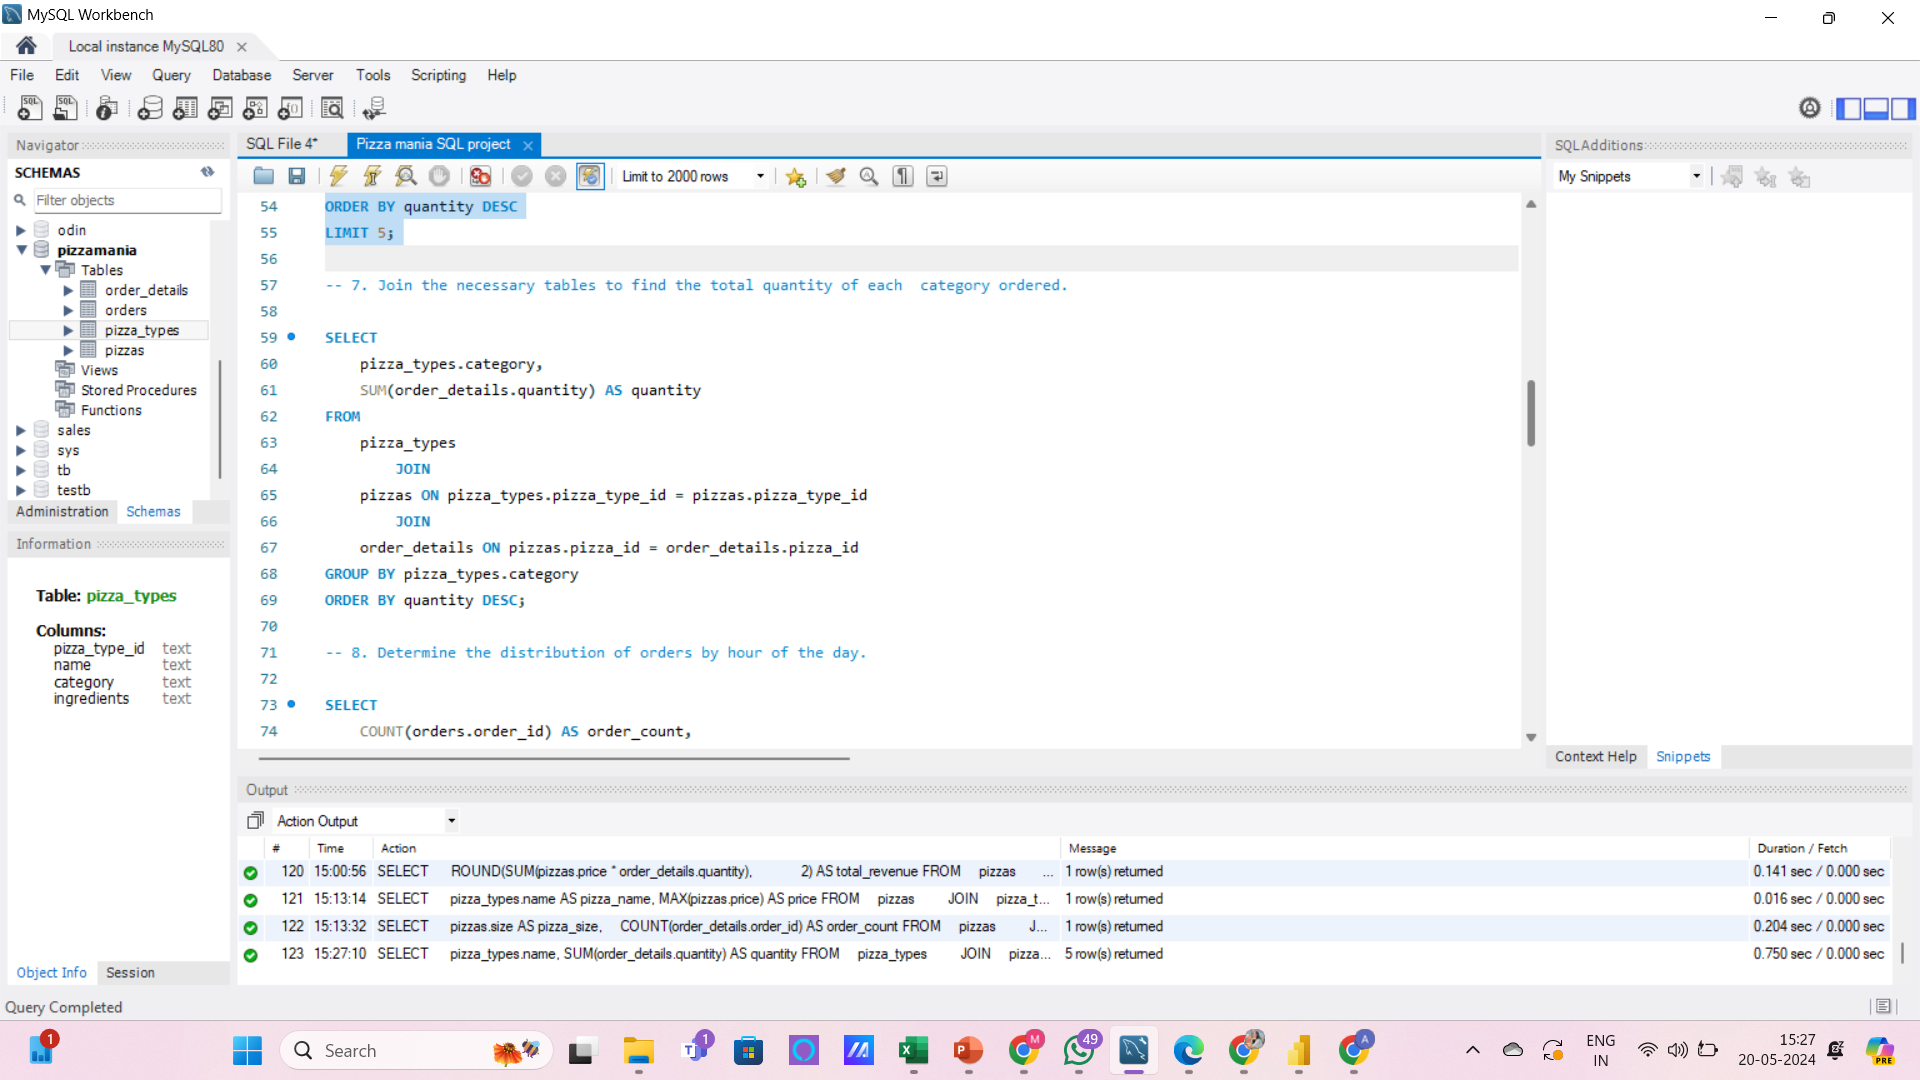 MySQL Workbench
Local instance MySQL80
File Edit View Query Database Server Tools Scripting Help
Navigator
SCHEMAS
Filter objects
odin
pizzamania
Tables
order_details
orders
pizza_types
pizzas
Views
Stored Procedures
Functions
sales
sys
tb
testb
Administration Schemas
Information
Table: pizza_types
Columns:
pizza_type_id text
name text
category text
ingredients text
Object Info Session
SQL File 4* Pizza mania SQL project
Limit to 2000 rows
54 ORDER BY quantity DESC
55 LIMIT 5;
56
57 -- 7. Join the necessary tables to find the total quantity of each  category ordered.
58
59 SELECT
60 pizza_types.category,
61 SUM(order_details.quantity) AS quantity
62 FROM
63 pizza_types
64 JOIN
65 pizzas ON pizza_types.pizza_type_id = pizzas.pizza_type_id
66 JOIN
67 order_details ON pizzas.pizza_id = order_details.pizza_id
68 GROUP BY pizza_types.category
69 ORDER BY quantity DESC;
70
71 -- 8. Determine the distribution of orders by hour of the day.
72
73 SELECT
74 COUNT(orders.order_id) AS order_count,
SQLAdditions
My Snippets
Context Help Snippets
Output
Action Output
# Time Action Message Duration / Fetch
120 15:00:56 SELECT ROUND(SUM(pizzas.price * order_details.quantity), 2) AS total_revenue FROM pizzas ... 1 row(s) returned 0.141 sec / 0.000 sec
121 15:13:14 SELECT pizza_types.name AS pizza_name, MAX(pizzas.price) AS price FROM pizzas JOIN pizza_t... 1 row(s) returned 0.016 sec / 0.000 sec
122 15:13:32 SELECT pizzas.size AS pizza_size, COUNT(order_details.order_id) AS order_count FROM pizzas J... 1 row(s) returned 0.204 sec / 0.000 sec
123 15:27:10 SELECT pizza_types.name, SUM(order_details.quantity) AS quantity FROM pizza_types JOIN pizza... 5 row(s) returned 0.750 sec / 0.000 sec
Query Completed
1
Search
1
M
49
A
ENG
IN
15:27
20-05-2024
PRE